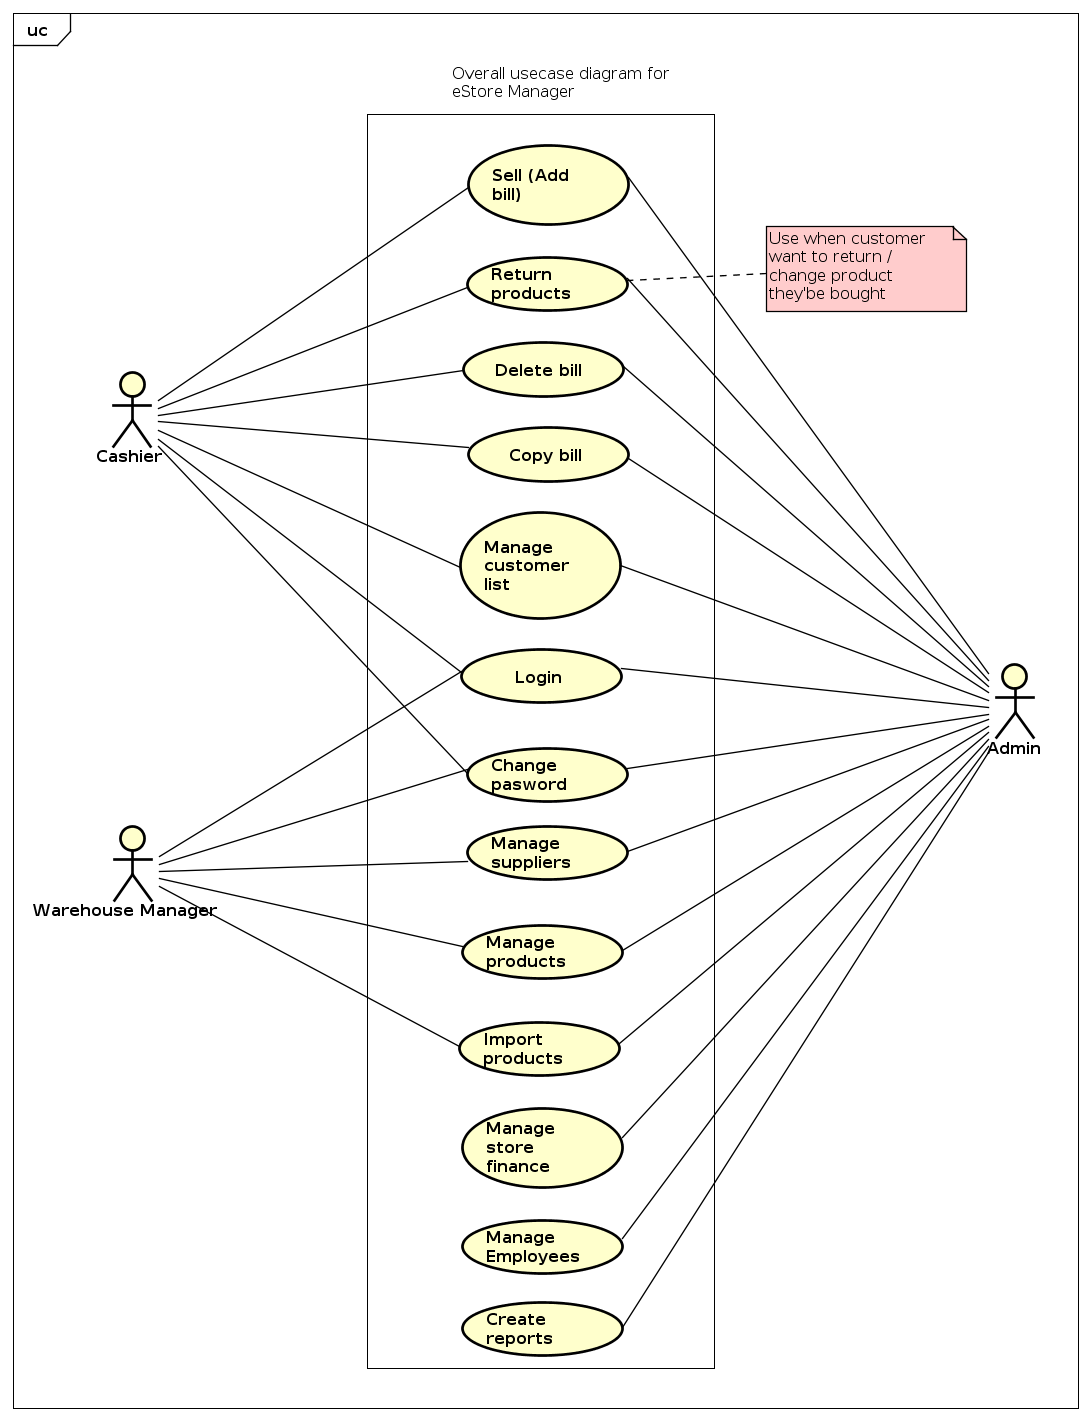 uc
Overall usecase diagram for
eStore Manager
Sell (Add
bill)
Use when customer
want to return /
change product
they'be bought
Return
products
Delete bill
Cashier
Copy bill
Manage
customer
list
Login
Admin
Change
pasword
Manage
suppliers
Warehouse Manager
Manage
products
Import
products
Manage
store
finance
Manage
Employees
Create
reports